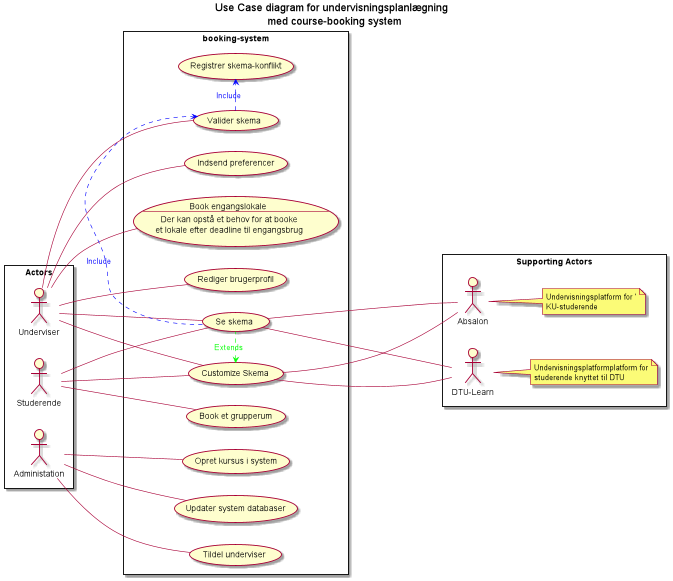 Use Case diagram for undervisningsplanlægning
med course-booking system
booking-system
Registrer skema-konflikt
Include
Valider skema
Indsend preferencer
Book engangslokale
Der kan opstå et behov for at booke
et lokale efter deadline til engangsbrug
Include
Actors
Underviser
Studerende
Administation
Rediger brugerprofil
Se skema
Extends
Customize Skema
Book et grupperum
Opret kursus i system
Updater system databaser
Tildel underviser
Supporting Actors
Absalon
Undervisningsplatform for
KU-studerende
DTU-Learn
Undervisningsplatformplatform for
studerende knyttet til DTU